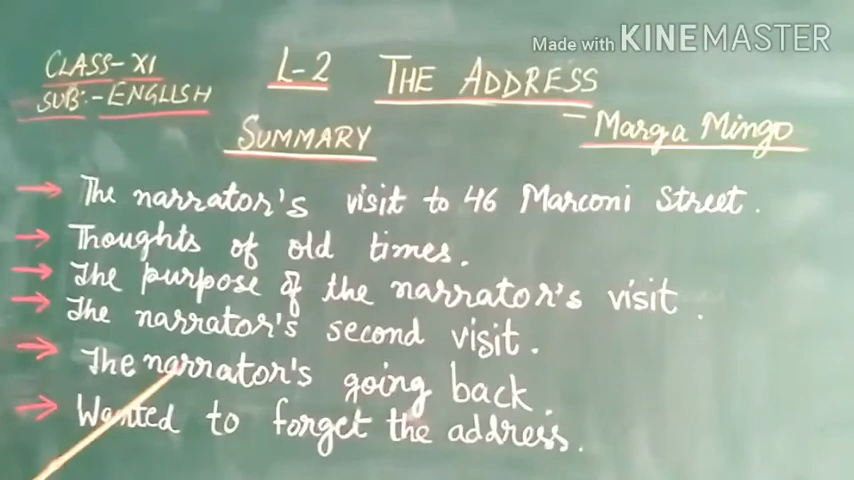 Made with KINEMASTER
CLASS-XI
SUB:-ENGLISH
L-2 THE ADDRESS
- Marga Mingo
SUMMARY
→ The narrator's visit to 46 Marconi Street.
→ Thoughts of old times.
→ The purpose of the narrator's visit.
→ The narrator's second visit.
→ The narrator's going back.
→ Wanted to forget the address.